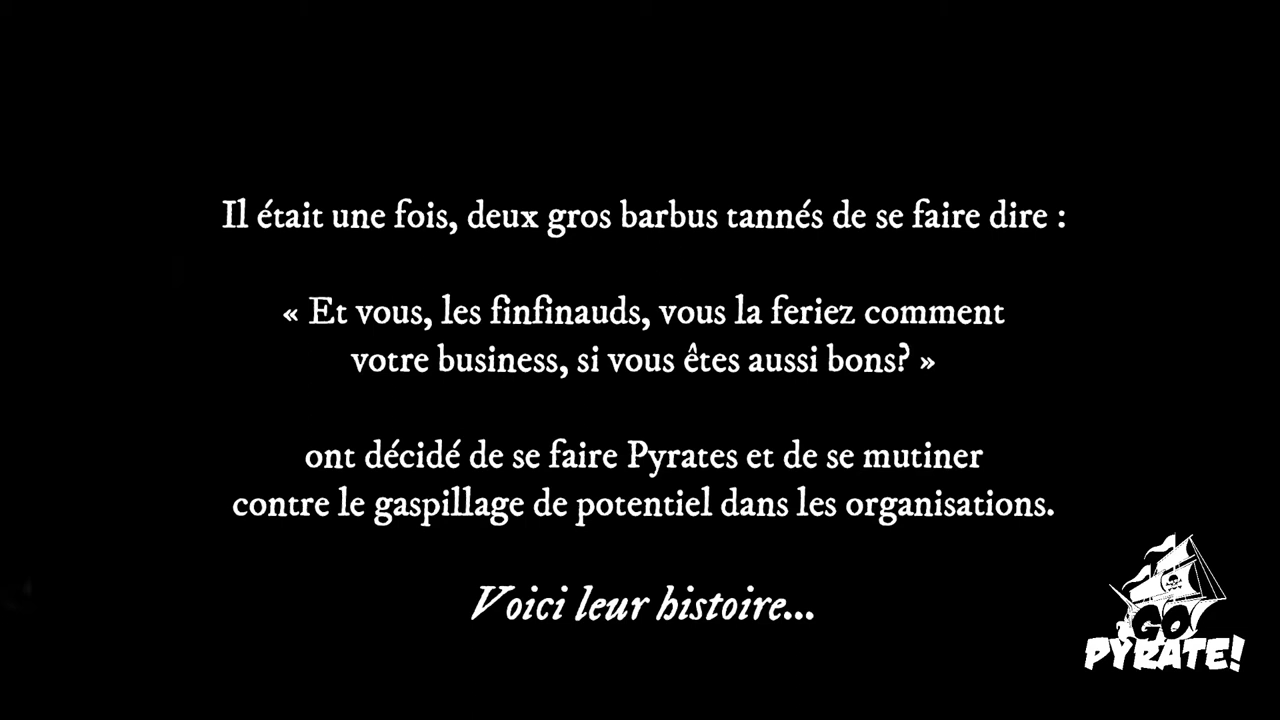 Il était une fois, deux gros barbus tannés de se faire dire :
« Et vous, les finfinauds, vous la feriez comment
votre business, si vous êtes aussi bons? »
ont décidé de se faire Pyrates et de se mutiner
contre le gaspillage de potentiel dans les organisations.
Voici leur histoire...
GO
PYRATE!